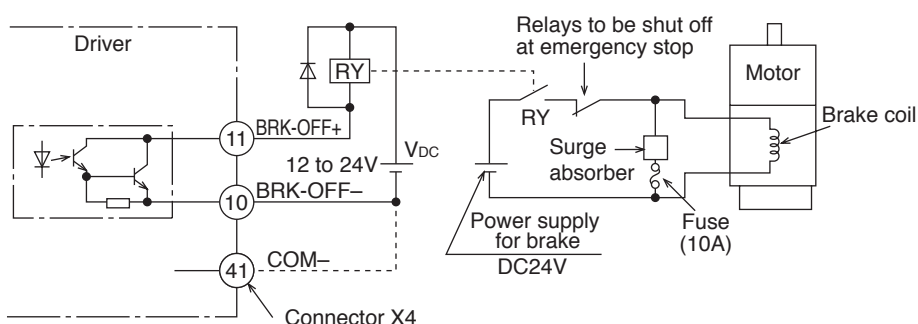 Driver
RY
11
BRK-OFF+
12 to 24V
VDC
10
BRK-OFF–
41
COM–
Connector X4
Relays to be shut off
at emergency stop
RY
Surge
absorber
Fuse
(10A)
Power supply
for brake
DC24V
Motor
Brake coil